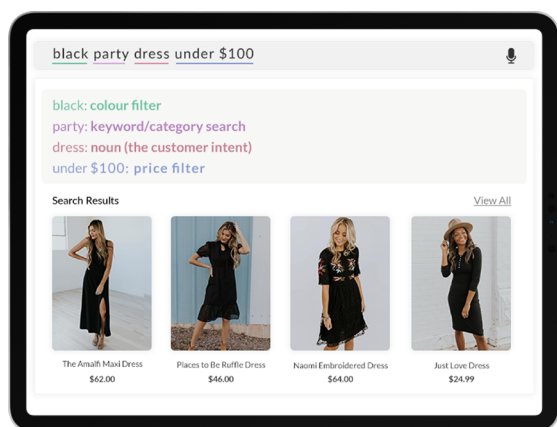 black party dress under $100
black: colour filter
party: keyword/category search
dress: noun (the customer intent)
under $100: price filter
Search Results
View All
The Amalfi Maxi Dress
Places to Be Ruffle Dress
Naomi Embroidered Dress
Just Love Dress
$62.00
$46.00
$64.00
$24.99